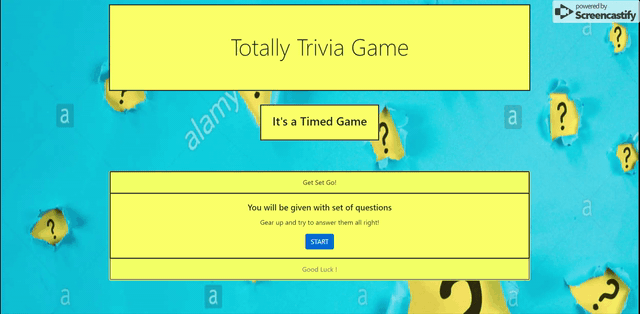 powered by
Screencastify
Totally Trivia Game
alamy
It's a Timed Game
a
a
a
Get Set Go!
You will be given with set of questions
Gear up and try to answer them all right!
START
Good Luck !
a
a
a
a
?
?
?
?
?
?
?
?